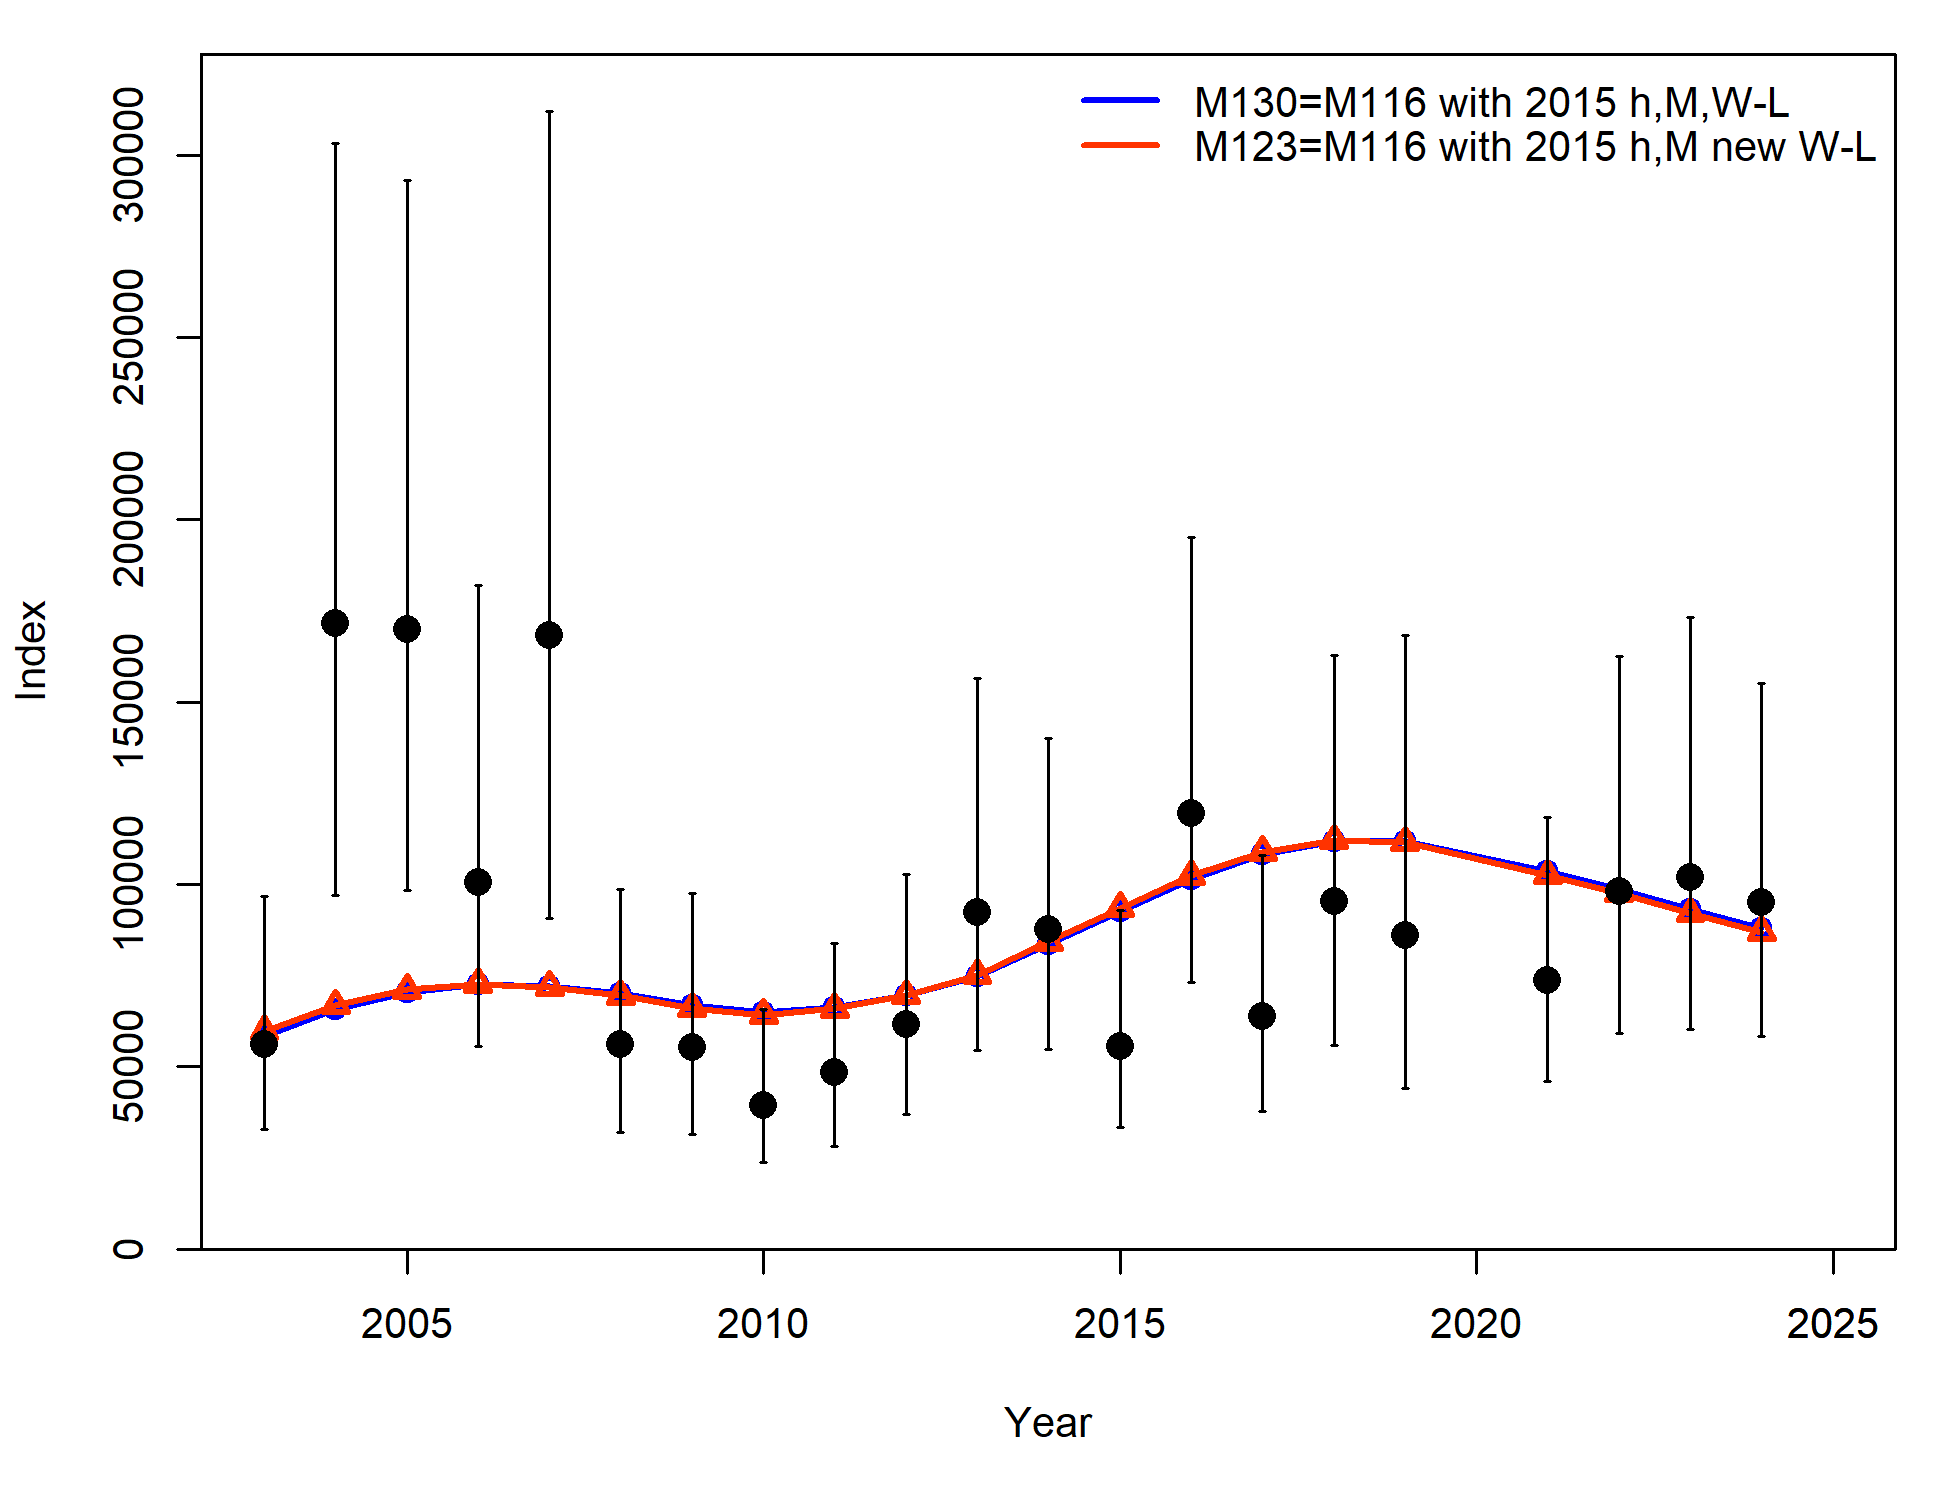 M130=M116 with 2015 h,M,W-L
M123=M116 with 2015 h,M new W-L
Index
300000
250000
200000
150000
100000
50000
0
2005 2010 2015 2020 2025
Year